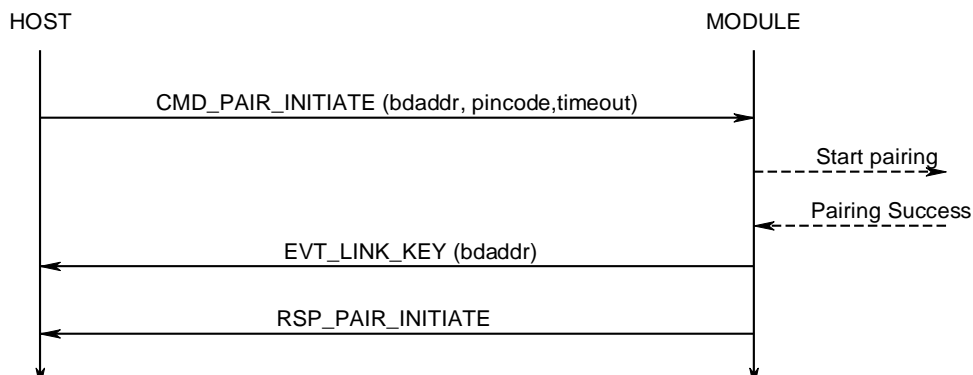 HOST
MODULE
CMD_PAIR_INITIATE (bdaddr, pincode,timeout)
Start pairing
Pairing Success
EVT_LINK_KEY (bdaddr)
RSP_PAIR_INITIATE